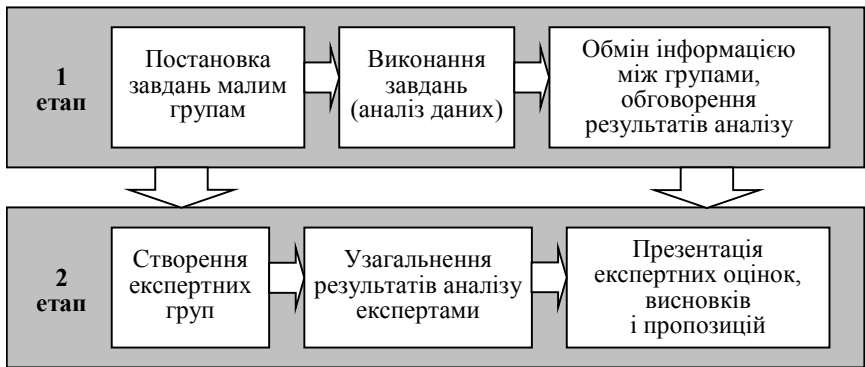 1
етап
Постановка
завдань малим
групам
Виконання
завдань
(аналіз даних)
Обмін інформацією
між групами,
обговорення
результатів аналізу
2
етап
Створення
експертних
груп
Узагальнення
результатів аналізу
експертами
Презентація
експертних оцінок,
висновків
і пропозицій